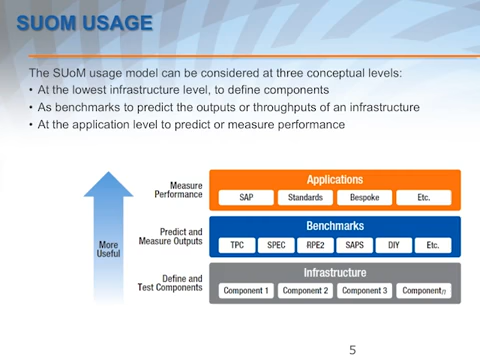 SUOM USAGE
The SUoM usage model can be considered at three conceptual levels:
• At the lowest infrastructure level, to define components
• As benchmarks to predict the outputs or throughputs of an infrastructure
• At the application level to predict or measure performance
More
Useful
Measure
Performance
Applications
SAP Standards Bespoke Etc.
Predict and
Measure Outputs
Benchmarks
TPC SPEC RPE2 SAPS DIY Etc.
Define and
Test Components
Infrastructure
Component 1 Component 2 Component 3 Component n
5